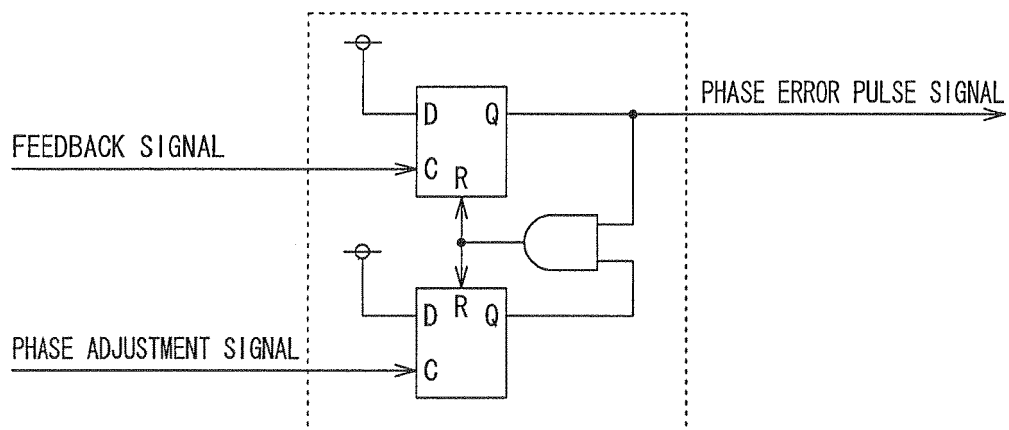 PHASE ERROR PULSE SIGNAL
D Q
FEEDBACK SIGNAL
C
R
R
D Q
PHASE ADJUSTMENT SIGNAL
C